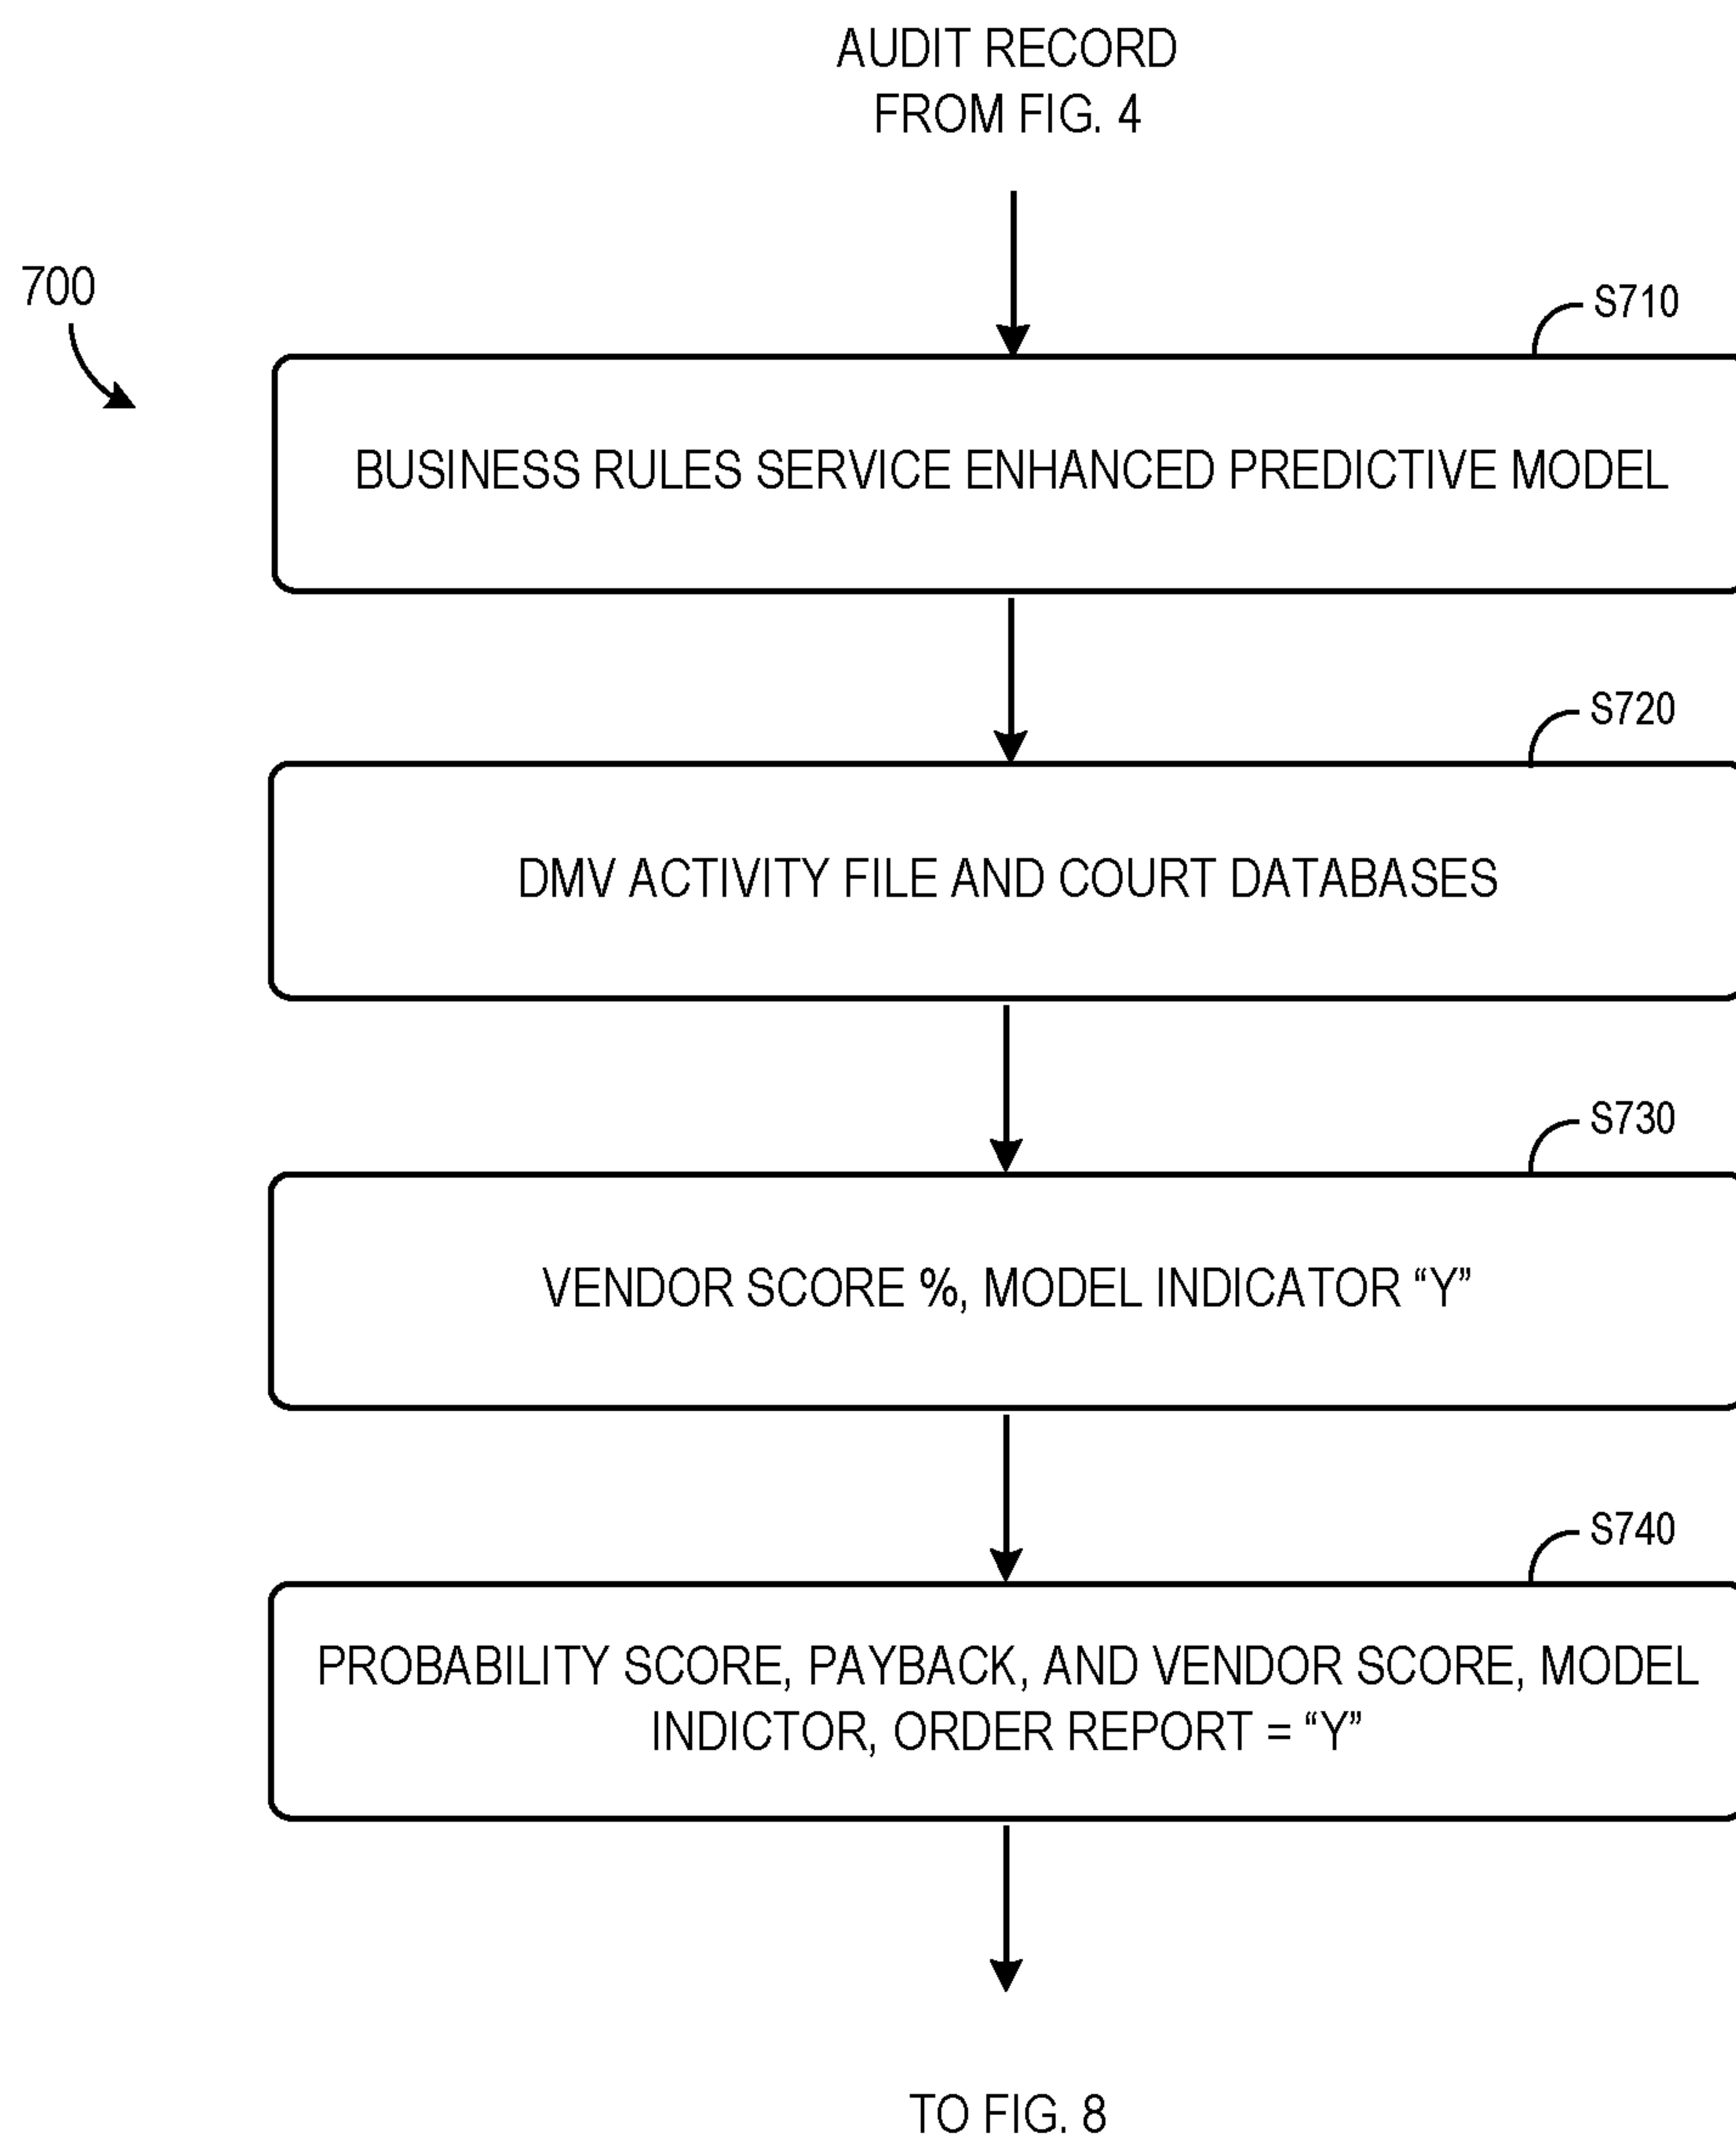 AUDIT RECORD
FROM FIG. 4
700
S710
BUSINESS RULES SERVICE ENHANCED PREDICTIVE MODEL
S720
DMV ACTIVITY FILE AND COURT DATABASES
S730
VENDOR SCORE %, MODEL INDICATOR “Y”
S740
PROBABILITY SCORE, PAYBACK, AND VENDOR SCORE, MODEL
INDICTOR, ORDER REPORT = “Y”
TO FIG. 8